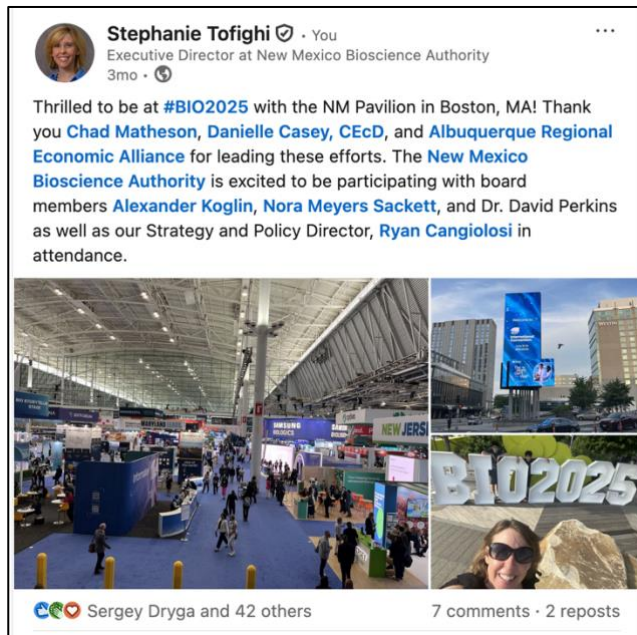 Stephanie Tofighi · You
Executive Director at New Mexico Bioscience Authority
3mo ·
Thrilled to be at #BIO2025 with the NM Pavilion in Boston, MA! Thank
you Chad Matheson, Danielle Casey, CEcD, and Albuquerque Regional
Economic Alliance for leading these efforts. The New Mexico
Bioscience Authority is excited to be participating with board
members Alexander Koglin, Nora Meyers Sackett, and Dr. David Perkins
as well as our Strategy and Policy Director, Ryan Cangiolosi in
attendance.
SAMSUNG
NEW JERS
BIO2025
Sergey Dryga and 42 others
7 comments · 2 reposts